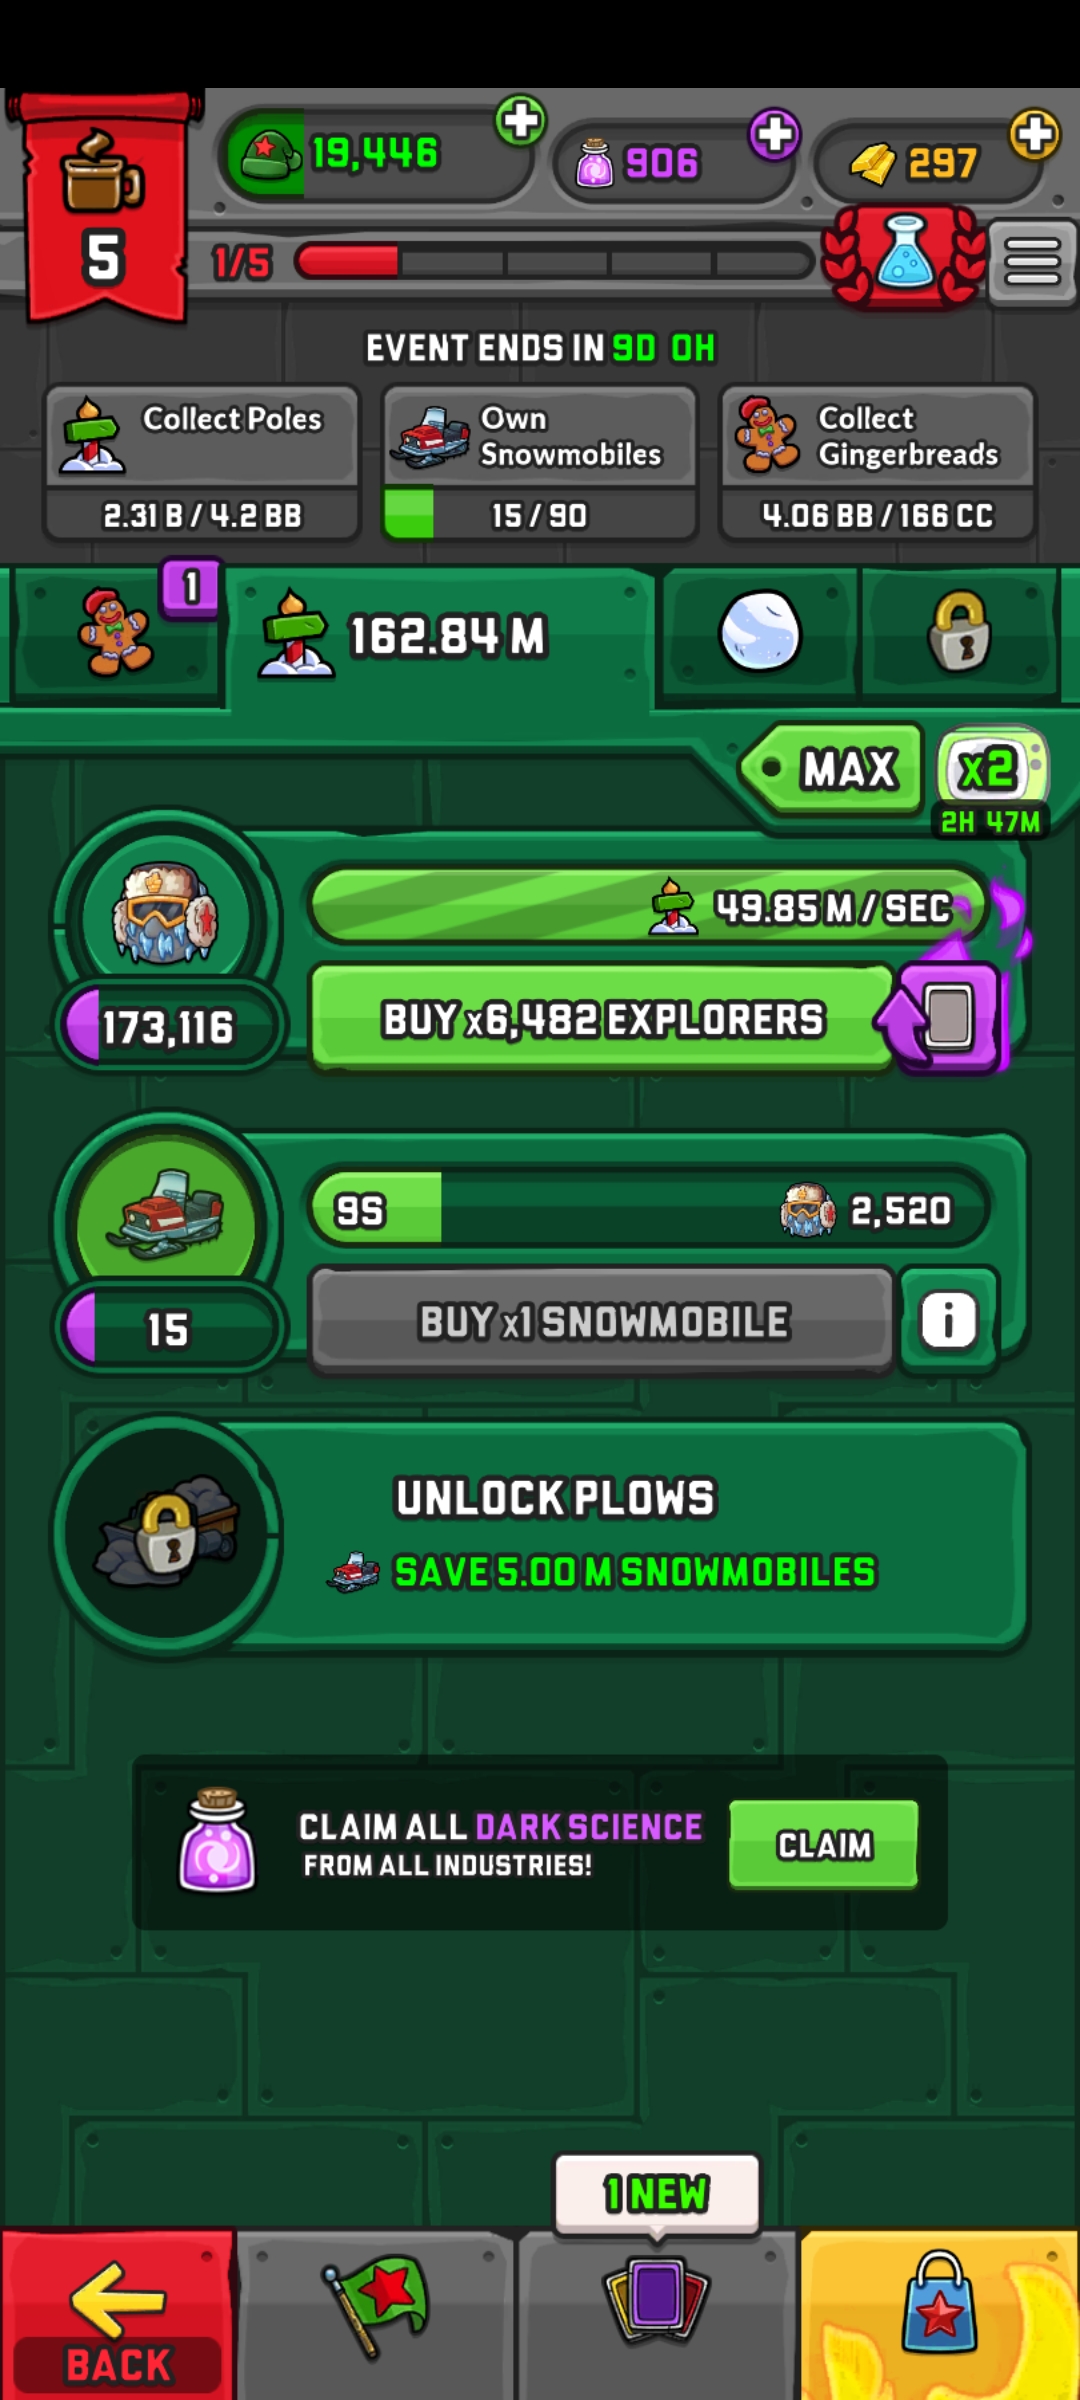 5
19,446
906
297
1/5
EVENT ENDS IN 9D 0H
Collect Poles
2.31 B / 4.2 BB
Own
Snowmobiles
15 / 90
Collect
Gingerbreads
4.06 BB / 166 CC
1
162.84 M
MAX
x2
2H 47M
49.85 M / SEC
173,116
BUY x6,482 EXPLORERS
9S
2,520
15
BUY x1 SNOWMOBILE
i
UNLOCK PLOWS
SAVE 5.00 M SNOWMOBILES
CLAIM ALL DARK SCIENCE
FROM ALL INDUSTRIES!
CLAIM
1 NEW
BACK